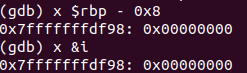 (gdb) x $rbp - 0x8
0x7fffffffdf98: 0x00000000
(gdb) x &i
0x7fffffffdf98: 0x00000000